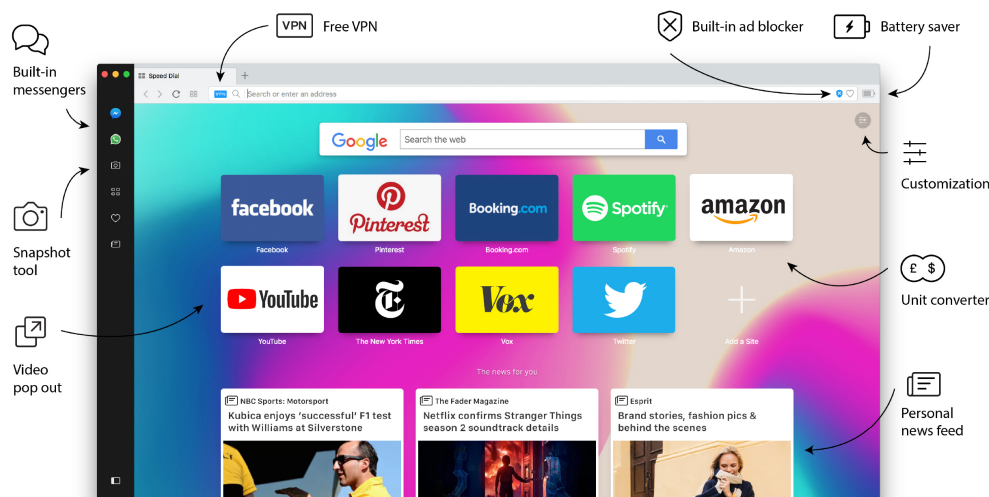 VPN Free VPN
Built-in ad blocker
Battery saver
Built-in
messengers
Speed Dial
VPN Search or enter an address
Google Search the web
Customization
facebook
Pinterest
Booking.com
Spotify
amazon
Facebook
Pinterest
Booking.com
Spotify
Amazon
Snapshot
tool
£ $
Unit converter
YouTube
Vox
YouTube
The New York Times
Vox
Twitter
Add a Site
Video
pop out
The news for you
NBC Sports: Motorsport
Kubica enjoys ‘successful’ F1 test
with Williams at Silverstone
The Fader Magazine
Netflix confirms Stranger Things
season 2 soundtrack details
Esprit
Brand stories, fashion pics &
behind the scenes
Personal
news feed